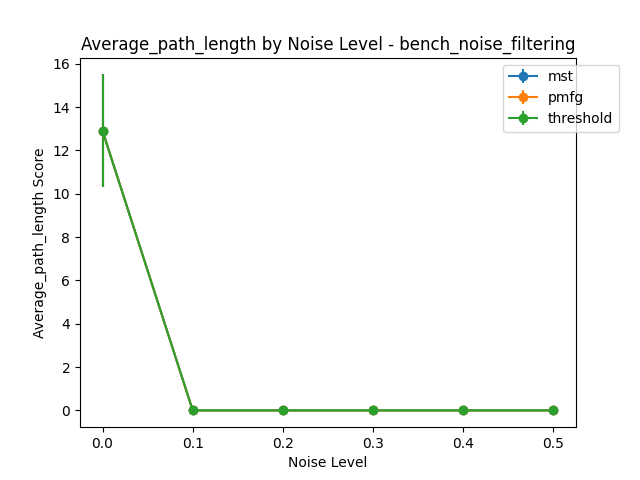 Average_path_length by Noise Level - bench_noise_filtering
mst
pmfg
threshold
16
14
12
10
8
6
4
2
0
Average_path_length Score
0.0 0.1 0.2 0.3 0.4 0.5
Noise Level